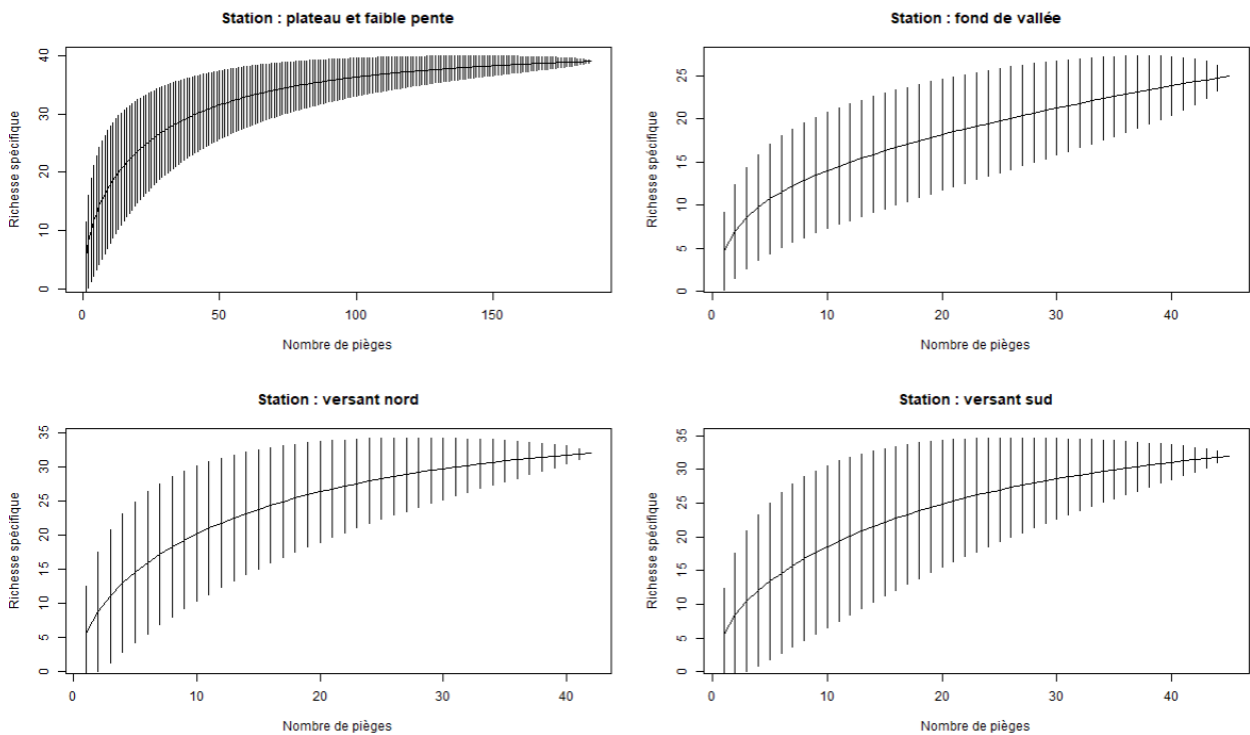 Station : plateau et faible pente
Richesse spécifique
40
30
20
10
0
0 50 100 150
Nombre de pièges
Station : fond de vallée
Richesse spécifique
25
20
15
10
5
0
0 10 20 30 40
Nombre de pièges
Station : versant nord
Richesse spécifique
35
30
25
20
15
10
5
0
0 10 20 30 40
Nombre de pièges
Station : versant sud
Richesse spécifique
35
30
25
20
15
10
5
0
0 10 20 30 40
Nombre de pièges